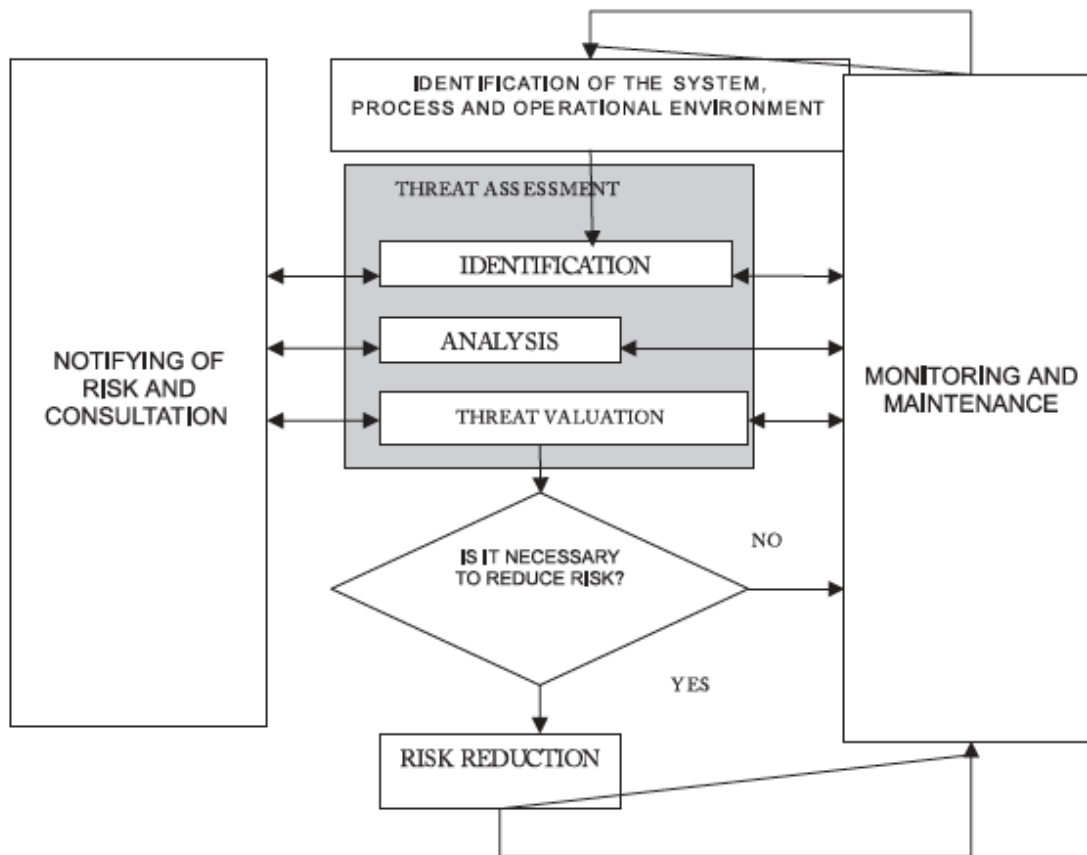 IDENTIFICATION OF THE SYSTEM,
PROCESS AND OPERATIONAL ENVIRONMENT
THREAT ASSESSMENT
IDENTIFICATION
ANALYSIS
THREAT VALUATION
NOTIFYING OF
RISK AND
CONSULTATION
MONITORING AND
MAINTENANCE
IS IT NECESSARY
TO REDUCE RISK?
NO
YES
RISK REDUCTION